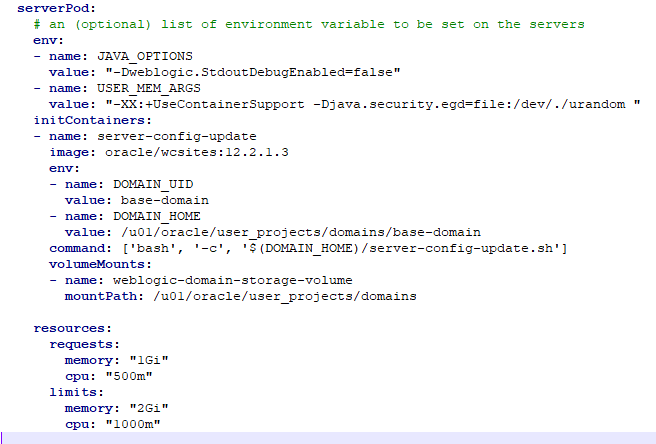 serverPod:
# an (optional) list of environment variable to be set on the servers
env:
- name: JAVA_OPTIONS
value: "-Dweblogic.StdoutDebugEnabled=false"
- name: USER_MEM_ARGS
value: "-XX:+UseContainerSupport -Djava.security.egd=file:/dev/./urandom "
initContainers:
- name: server-config-update
image: oracle/wcsites:12.2.1.3
env:
- name: DOMAIN_UID
value: base-domain
- name: DOMAIN_HOME
value: /u01/oracle/user_projects/domains/base-domain
command: ['bash', '-c', '$(DOMAIN_HOME)/server-config-update.sh']
volumeMounts:
- name: weblogic-domain-storage-volume
mountPath: /u01/oracle/user_projects/domains
resources:
requests:
memory: "1Gi"
cpu: "500m"
limits:
memory: "2Gi"
cpu: "1000m"